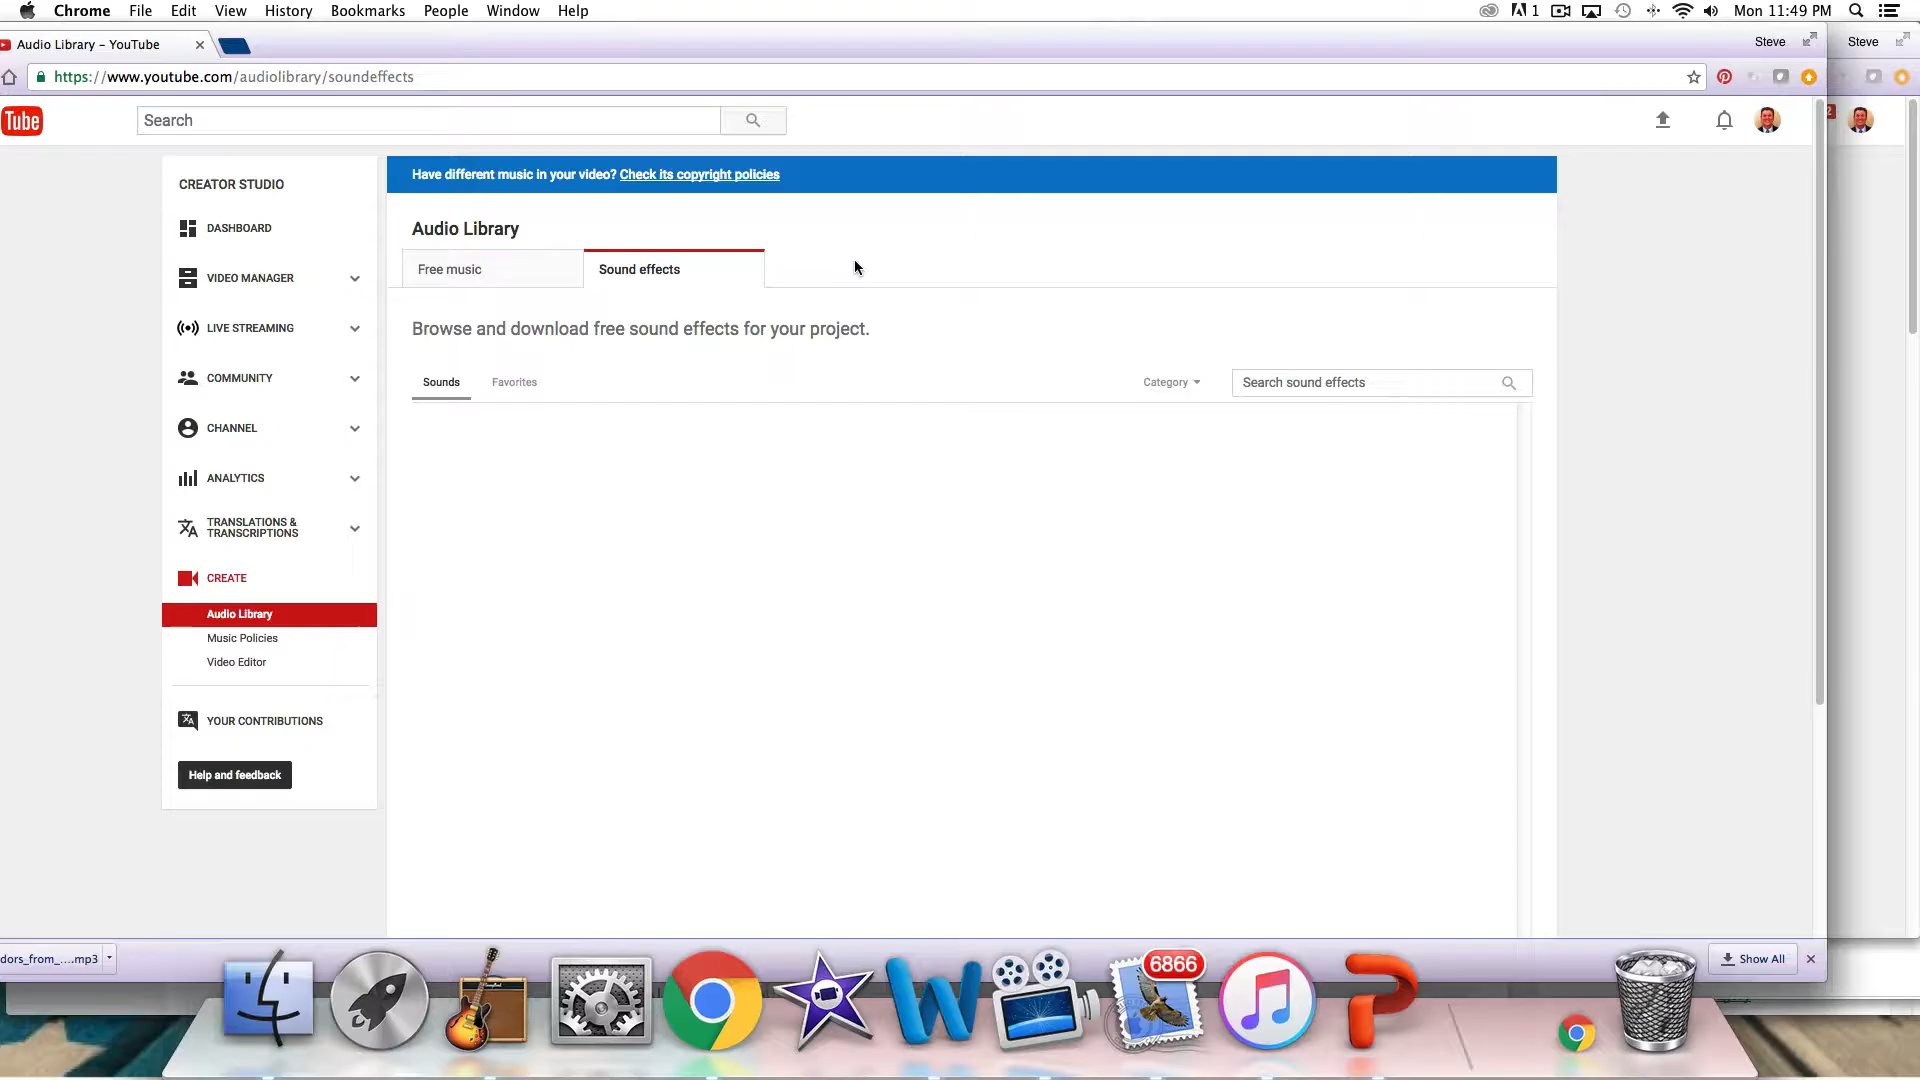 Chrome File Edit View History Bookmarks People Window Help 1 Mon 11:49 PM
Audio Library – YouTube Steve Steve
https://www.youtube.com/audiolibrary/soundeffects
Tube Search 2
CREATOR STUDIO
DASHBOARD
VIDEO MANAGER
LIVE STREAMING
COMMUNITY
CHANNEL
ANALYTICS
TRANSLATIONS &
TRANSCRIPTIONS
CREATE
Audio Library
Music Policies
Video Editor
YOUR CONTRIBUTIONS
Help and feedback
Have different music in your video? Check its copyright policies
Audio Library
Free music Sound effects
Browse and download free sound effects for your project.
Sounds Favorites Category Search sound effects
dors_from_....mp3 Show All
6866